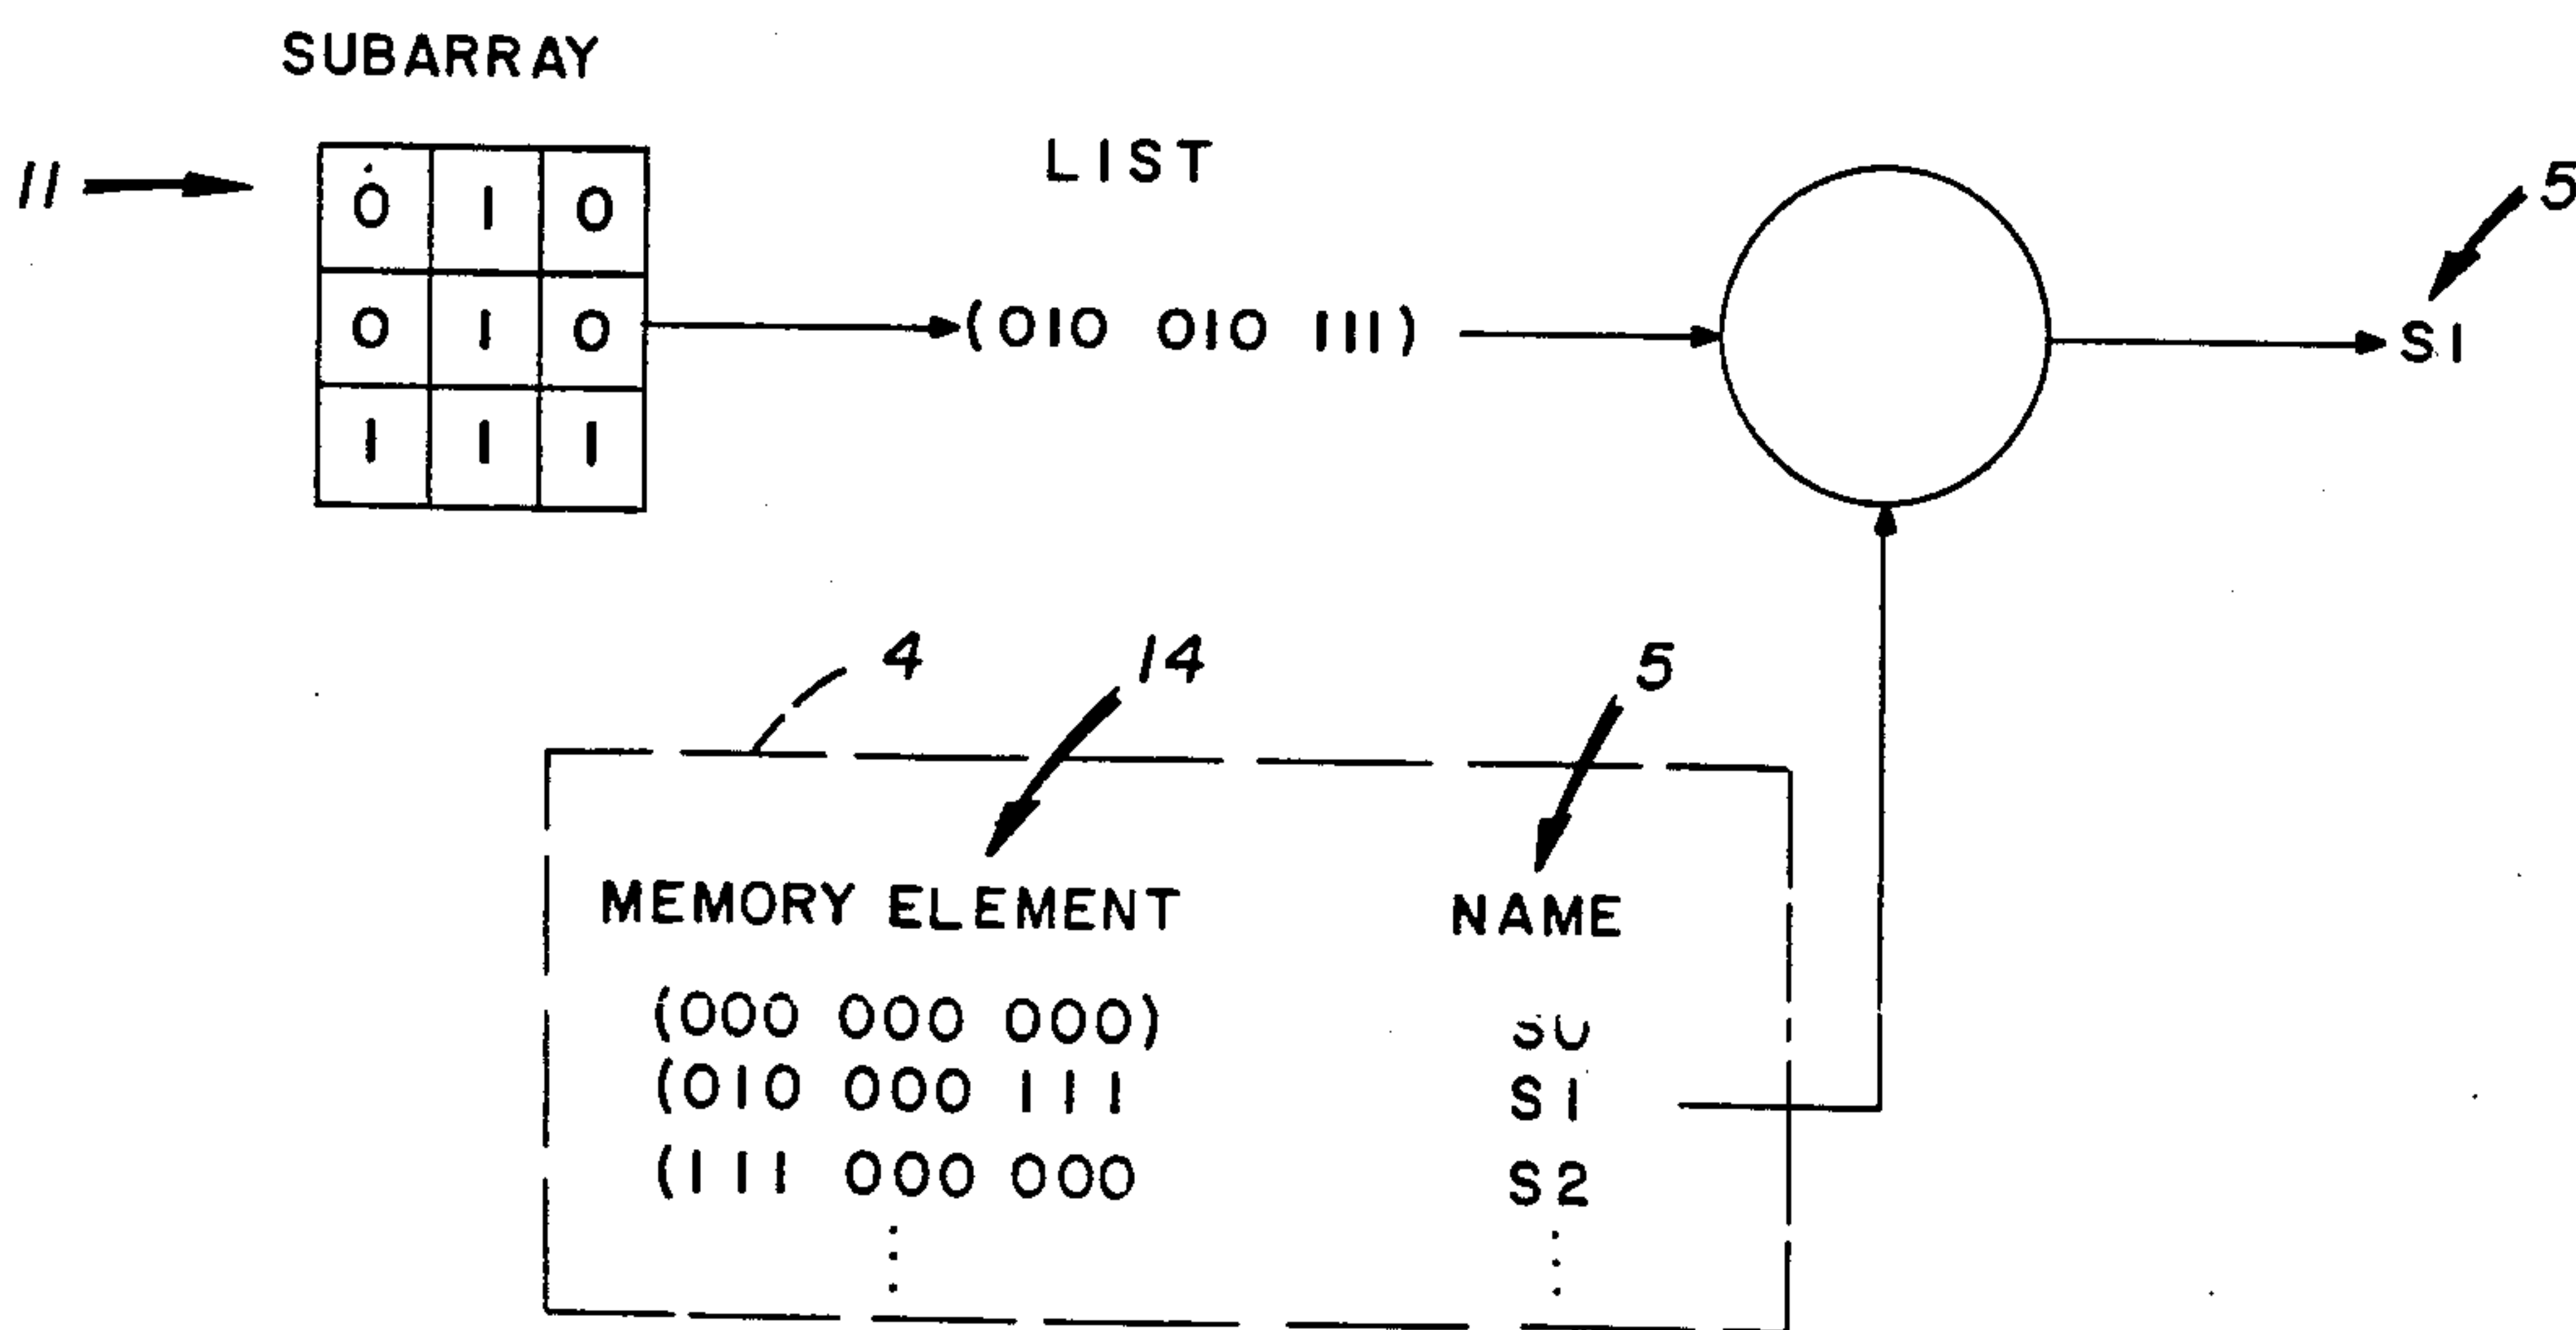 SUBARRAY
11
0 1 0
0 1 0
1 1 1
LIST
(010 010 111)
5
S1
4
14
5
MEMORY ELEMENT NAME
(000 000 000) S0
(010 000 111 S1
(111 000 000 S2